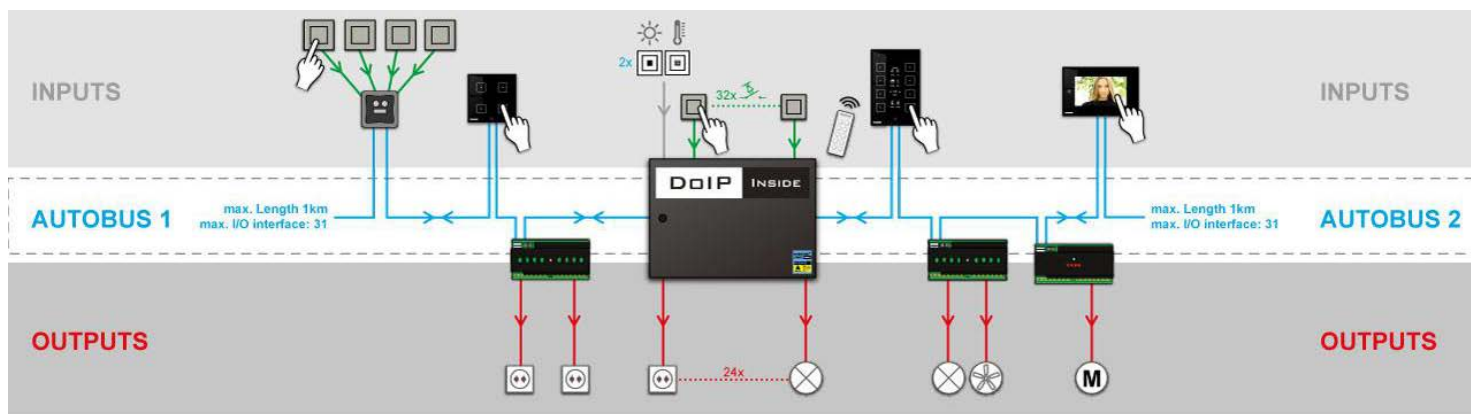 INPUTS
2x
32x
INPUTS
DOIP INSIDE
AUTOBUS 1
max. Length 1km
max. I/O interface: 31
max. Length 1km
max. I/O interface: 31
AUTOBUS 2
OUTPUTS
24x
M
OUTPUTS